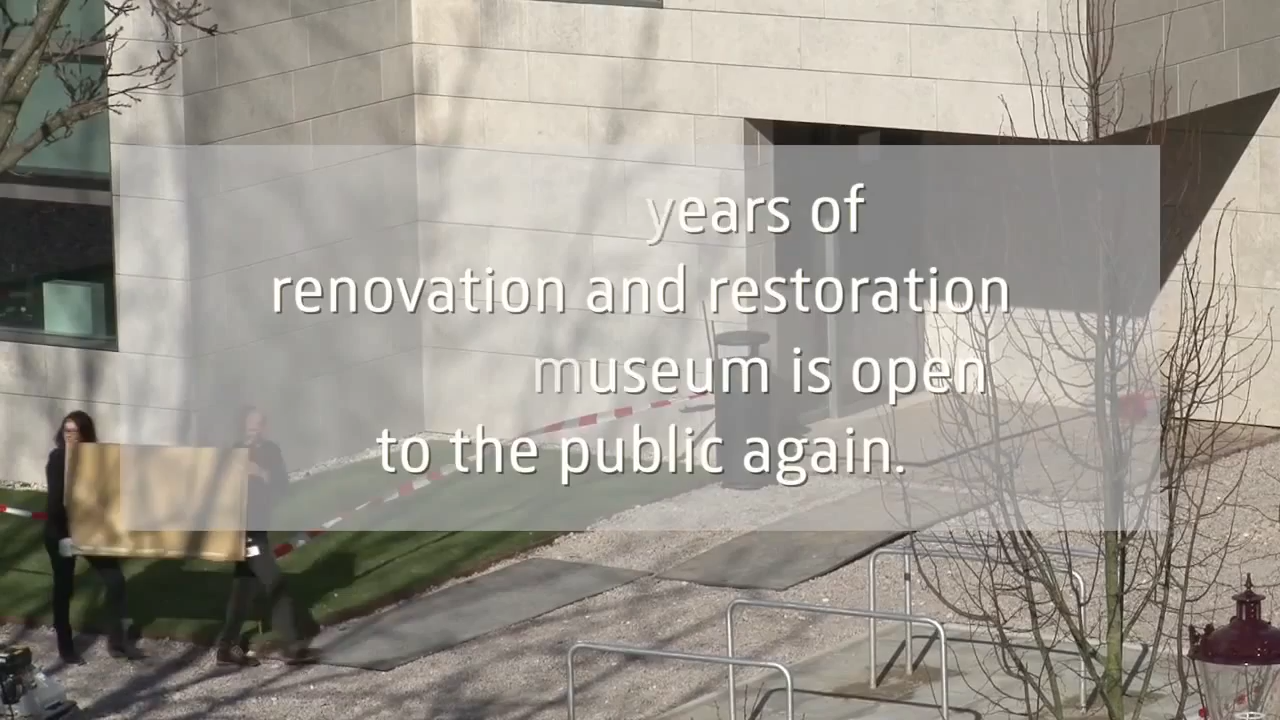 years of
renovation and restoration
museum is open
to the public again.